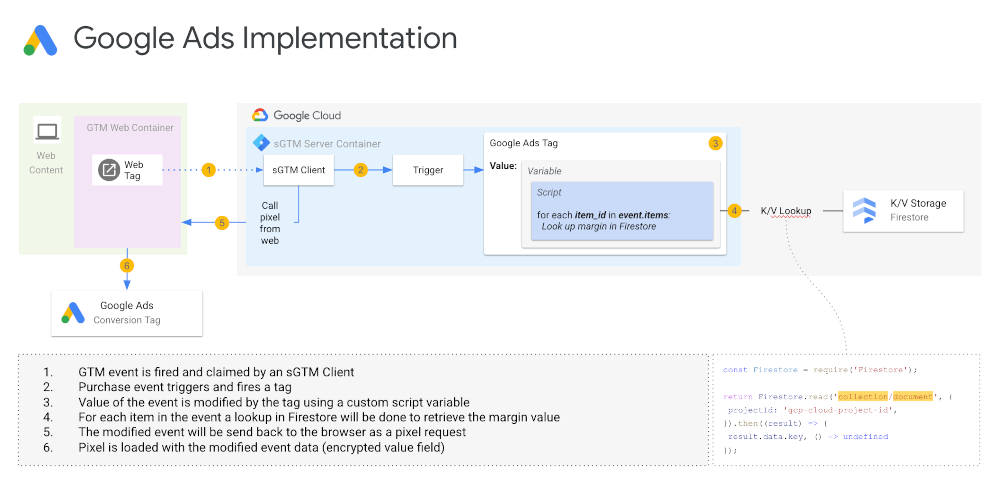 Google Ads Implementation
Google Cloud
GTM Web Container
sGTM Server Container
Web
Content
Web
Tag
1
sGTM Client
2
Trigger
Google Ads Tag
3
Value:
Variable
Script
for each item_id in event.items:
Look up margin in Firestore
4
K/V Lookup
K/V Storage
Firestore
Call
pixel
from
web
5
6
Google Ads
Conversion Tag
1. GTM event is fired and claimed by an sGTM Client
2. Purchase event triggers and fires a tag
3. Value of the event is modified by the tag using a custom script variable
4. For each item in the event a lookup in Firestore will be done to retrieve the margin value
5. The modified event will be send back to the browser as a pixel request
6. Pixel is loaded with the modified event data (encrypted value field)
const Firestore = require('Firestore');
return Firestore.read('collection/document', {
projectId: 'gcp-cloud-project-id',
}).then((result) => {
result.data.key, () => undefined
});